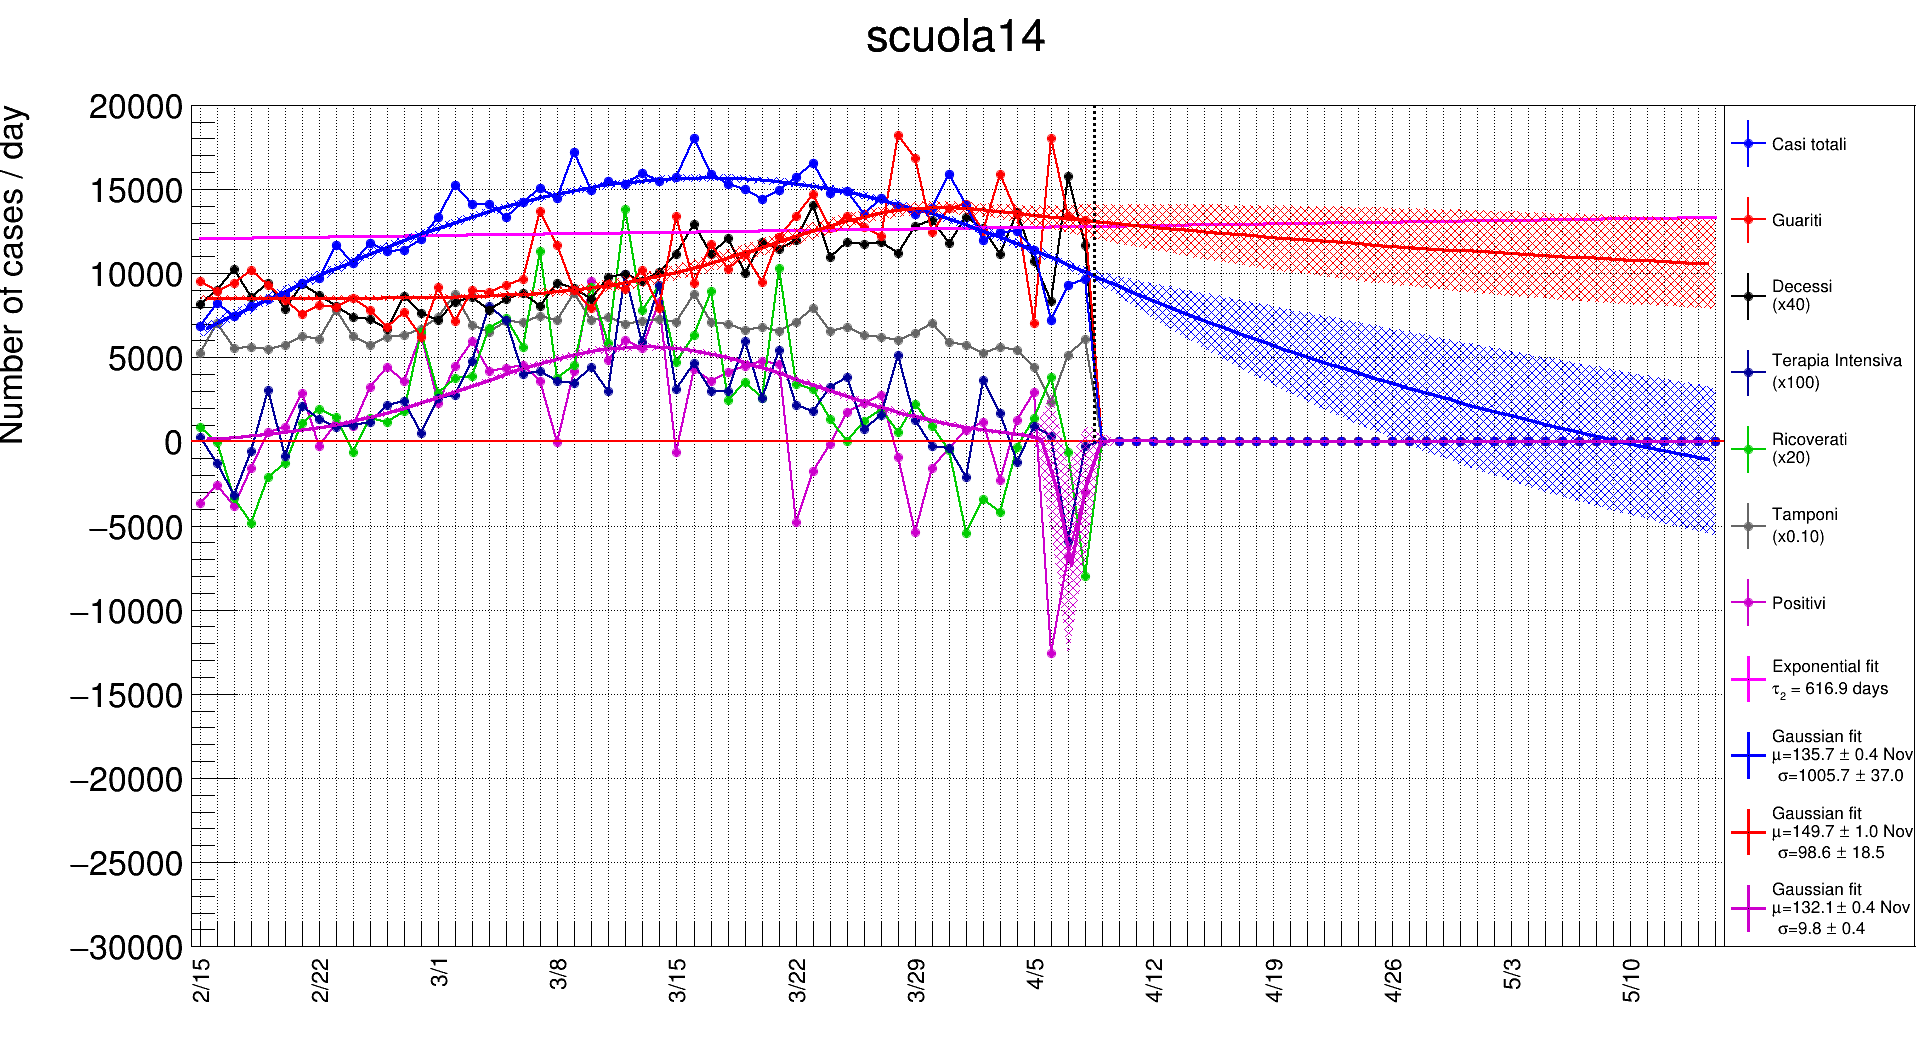 scuola14
Number of cases / day
20000
15000
10000
5000
0
−5000
−10000
−15000
−20000
−25000
−30000
2/15
2/22
3/1
3/8
3/15
3/22
3/29
4/5
4/12
4/19
4/26
5/3
5/10
Casi totali
Guariti
Decessi
(x40)
Terapia Intensiva
(x100)
Ricoverati
(x20)
Tamponi
(x0.10)
Positivi
Exponential fit
τ2 = 616.9 days
Gaussian fit
μ=135.7 ± 0.4 Nov
σ=1005.7 ± 37.0
Gaussian fit
μ=149.7 ± 1.0 Nov
σ=98.6 ± 18.5
Gaussian fit
μ=132.1 ± 0.4 Nov
σ=9.8 ± 0.4